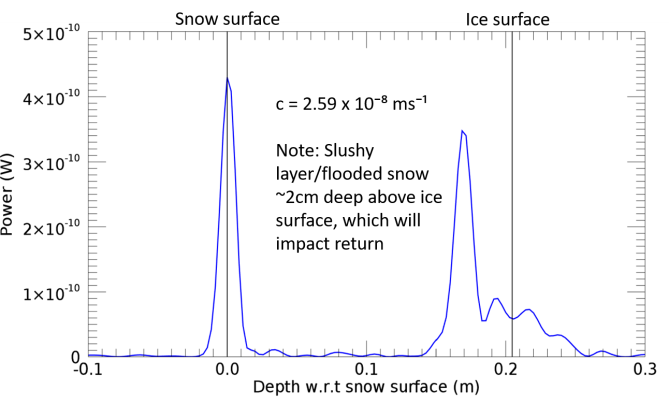 Snow surface
Ice surface
5×10⁻¹⁰
4×10⁻¹⁰
3×10⁻¹⁰
2×10⁻¹⁰
1×10⁻¹⁰
0
Power (W)
c = 2.59 x 10⁻⁸ ms⁻¹
Note: Slushy
layer/flooded snow
~2cm deep above ice
surface, which will
impact return
-0.1
0.0
0.1
0.2
0.3
Depth w.r.t snow surface (m)